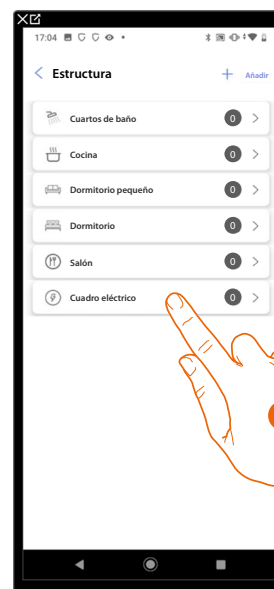 17:04
Estructura
Añadir
Cuartos de baño 0
Cocina 0
Dormitorio pequeño 0
Dormitorio 0
Salón 0
Cuadro eléctrico 0